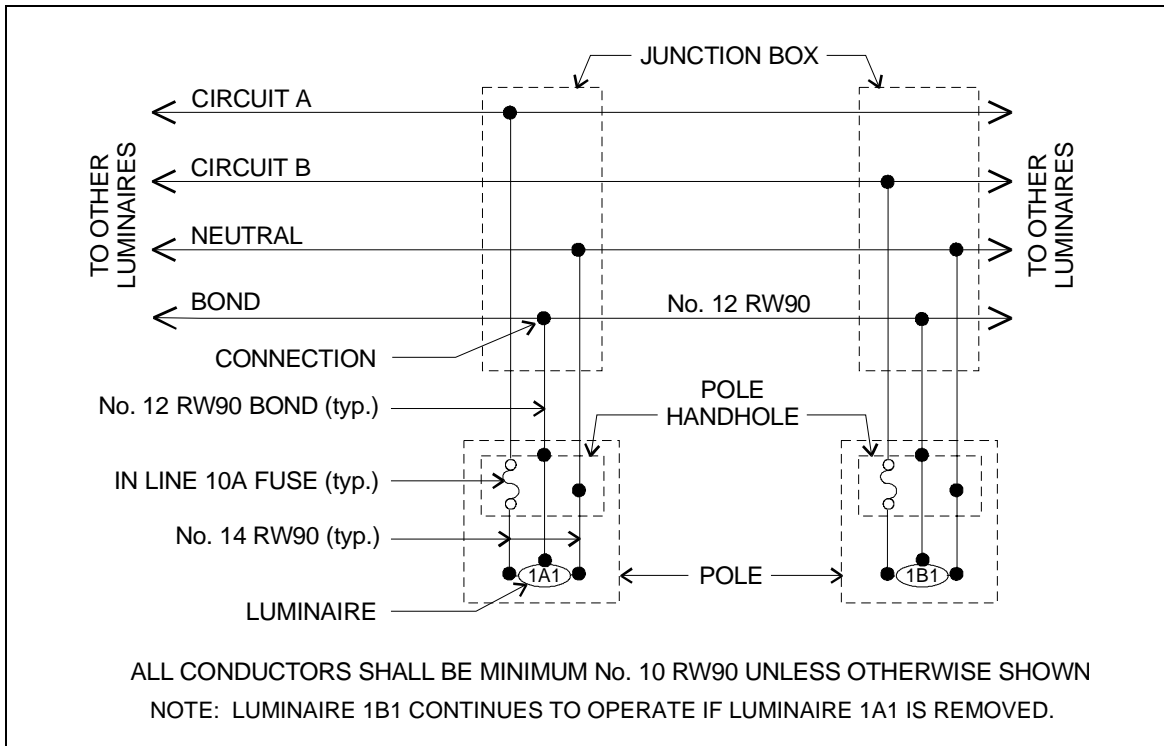 JUNCTION BOX
CIRCUIT A
CIRCUIT B
NEUTRAL
BOND
TO OTHER
LUMINAIRES
TO OTHER
LUMINAIRES
No. 12 RW90
CONNECTION
No. 12 RW90 BOND (typ.)
POLE
HANDHOLE
IN LINE 10A FUSE (typ.)
No. 14 RW90 (typ.)
1A1
POLE
1B1
LUMINAIRE
ALL CONDUCTORS SHALL BE MINIMUM No. 10 RW90 UNLESS OTHERWISE SHOWN
NOTE: LUMINAIRE 1B1 CONTINUES TO OPERATE IF LUMINAIRE 1A1 IS REMOVED.